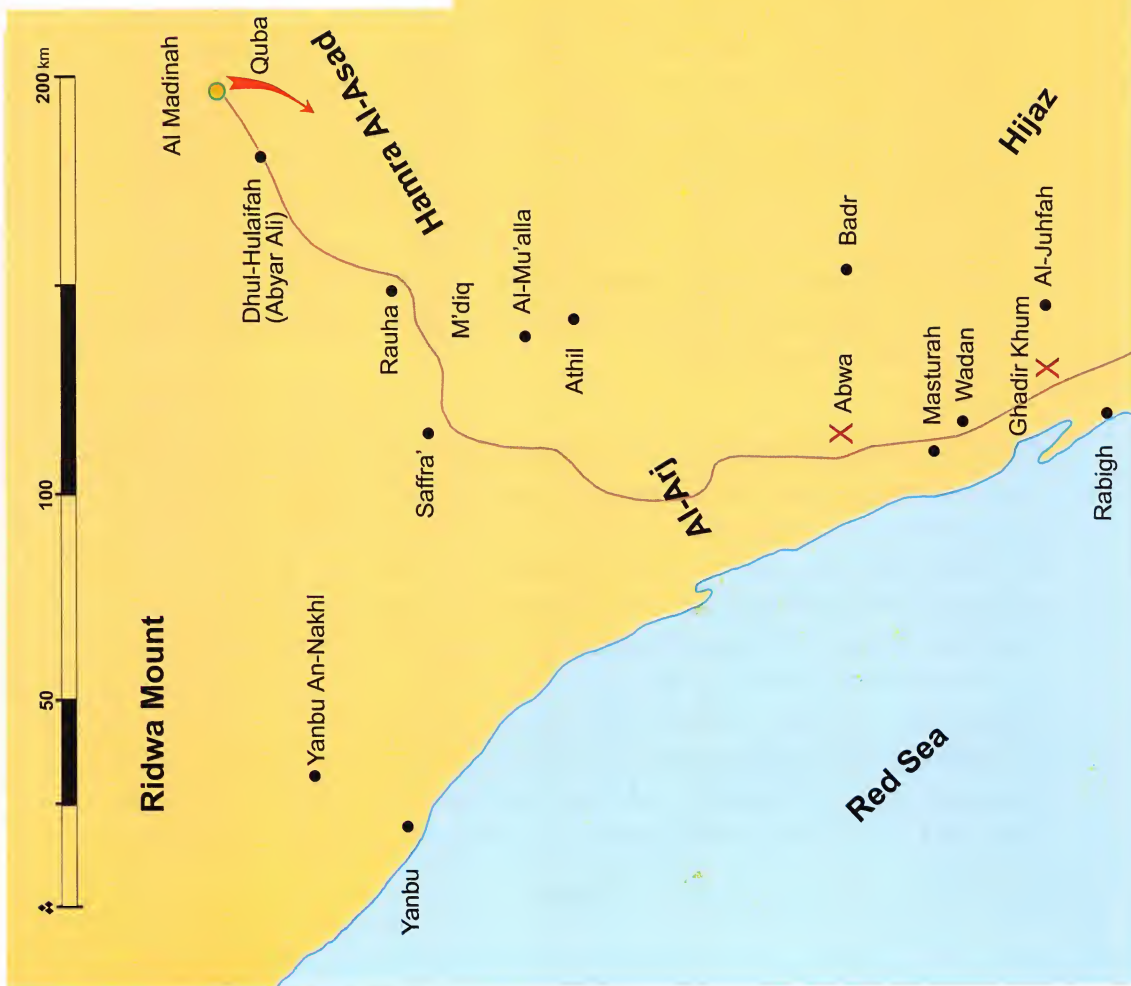 200 km
100
50
Al Madinah
Quba
Hamra Al-Asad
Dhul-Hulaifah
(Abyar Ali)
Rauha
M'diq
Al-Mu'alla
Athil
Saffra'
Ridwa Mount
Yanbu An-Nakhl
Yanbu
Al-Arj
Badr
Abwa
Masturah
Wadan
Hijaz
Al-Juhfah
Ghadir Khum
Rabigh
Red Sea
X
X